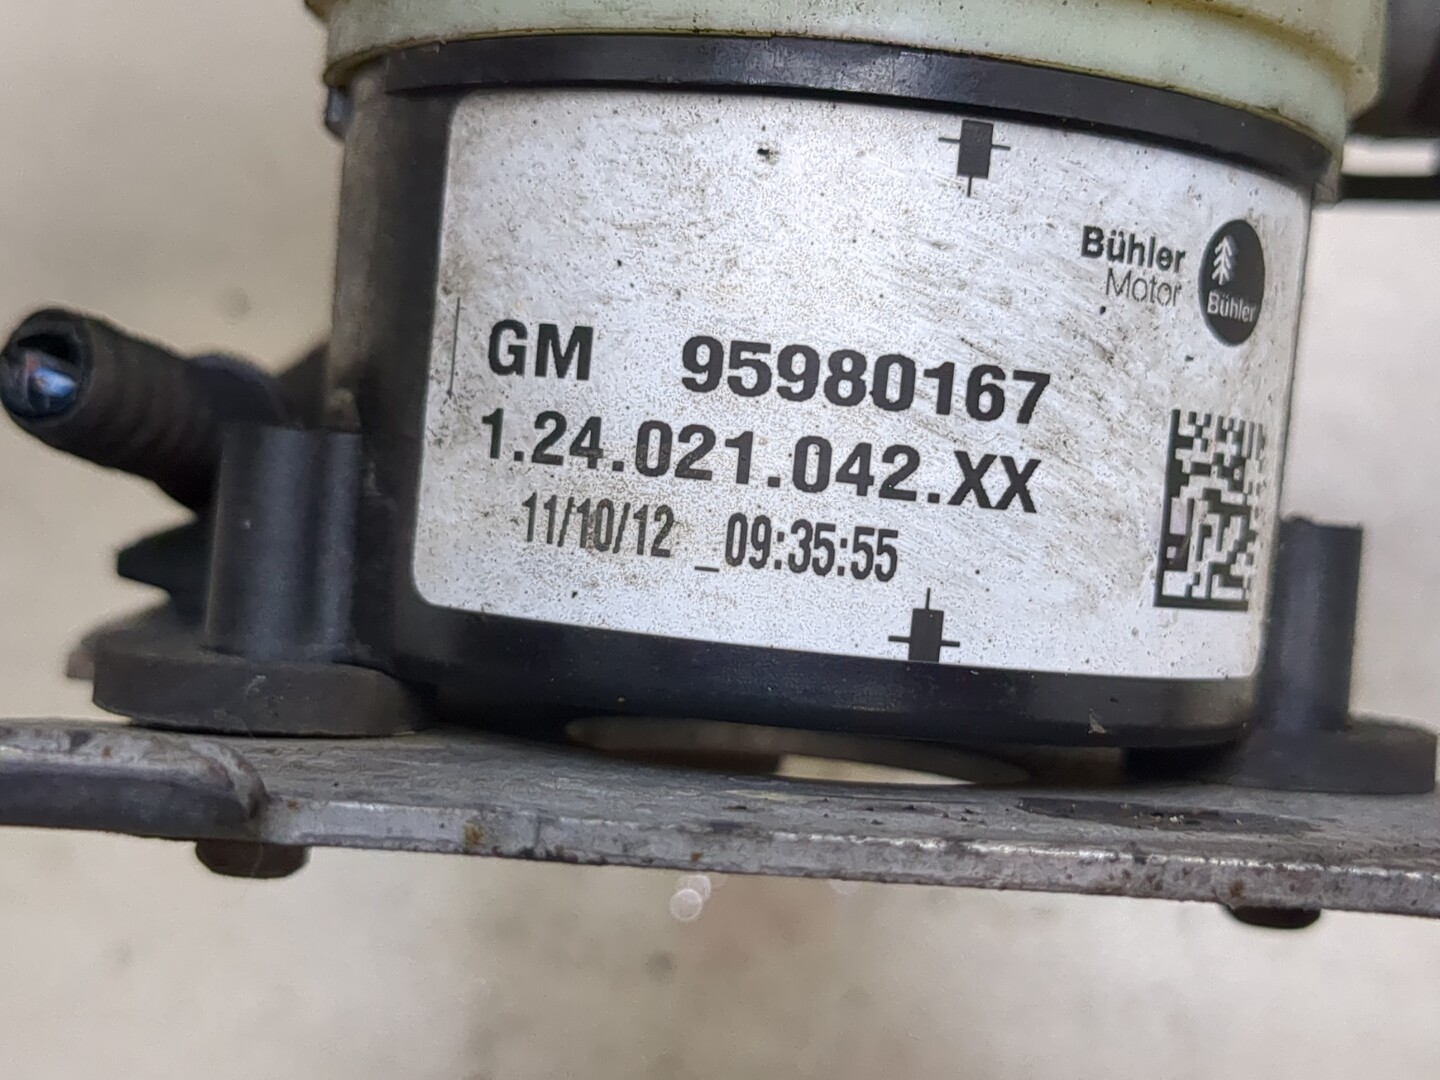 Bühler
Motor
Bühler
GM 95980167
1.24.021.042.XX
11/10/12 _09:35:55